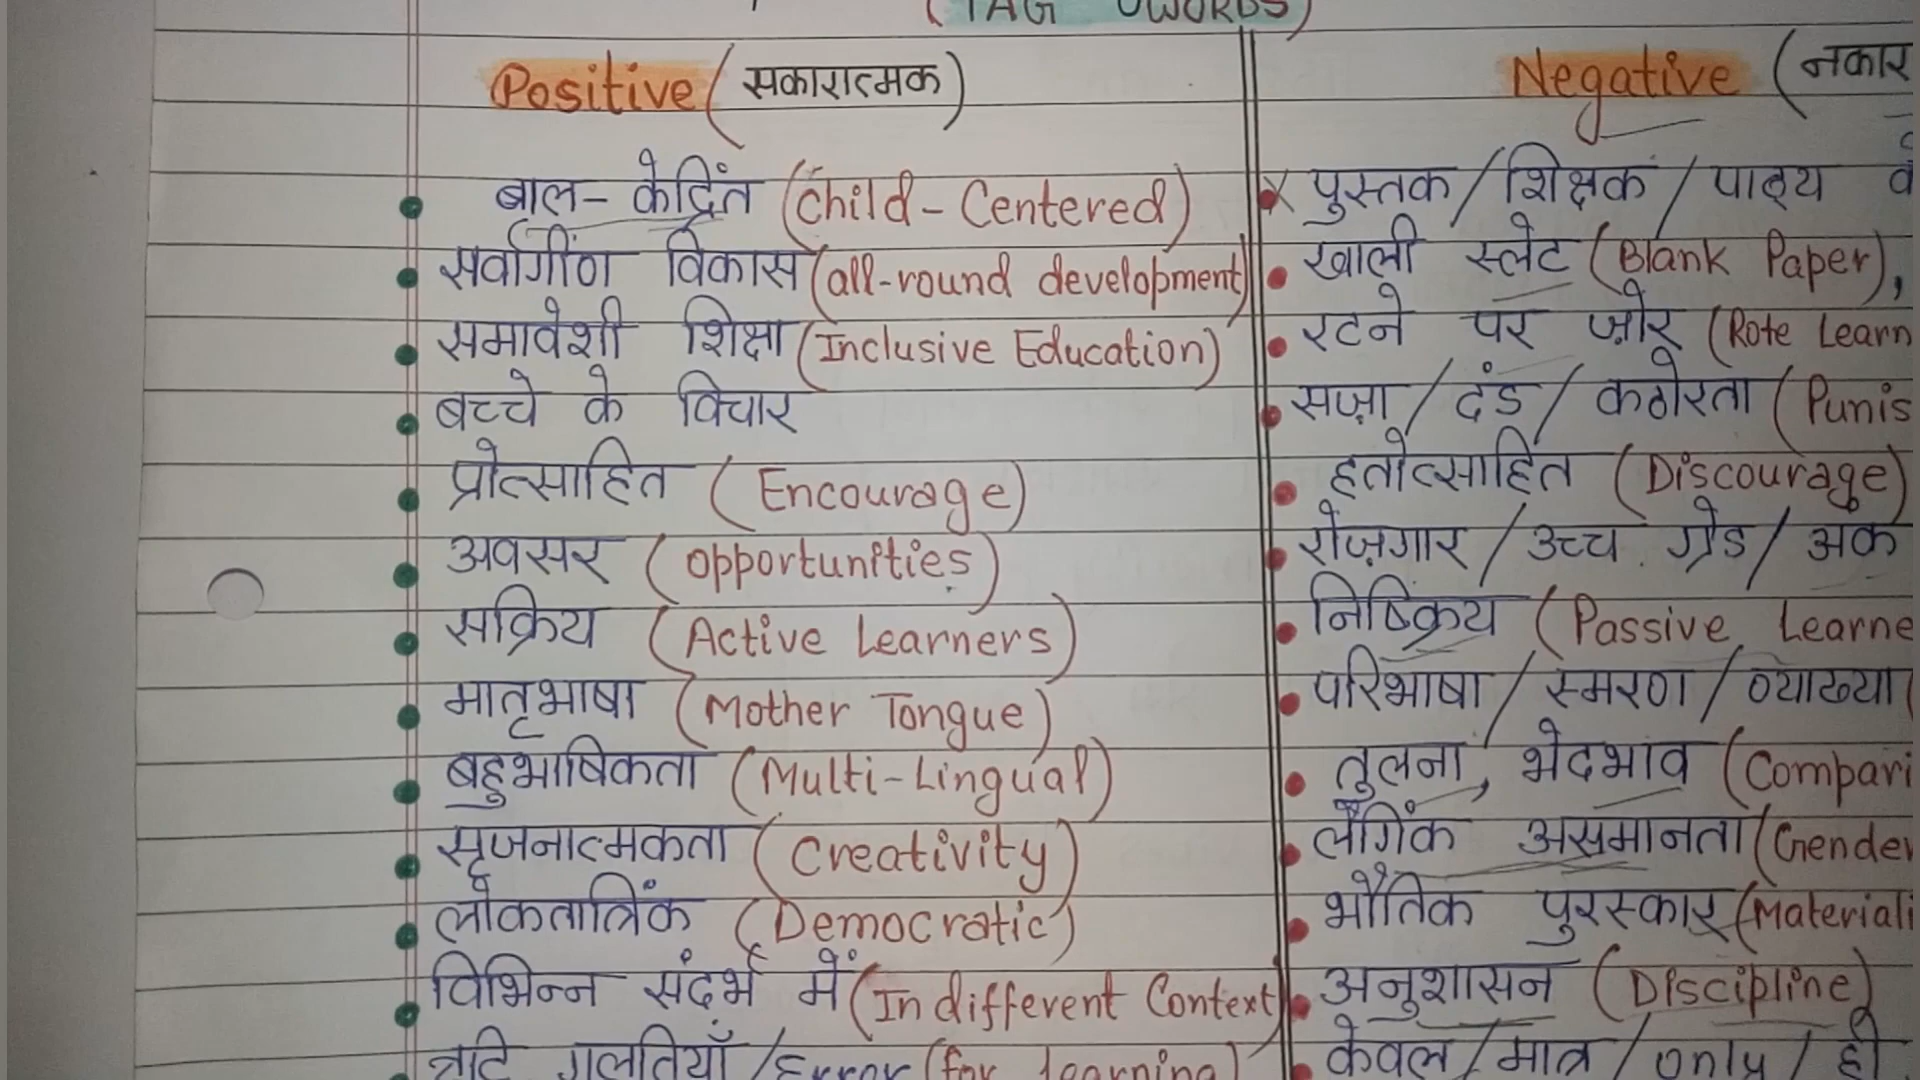 (TAG WORDS)
Positive (सकारात्मक)
बाल-केंद्रित (Child-Centered)
सर्वांगीण विकास (all-round development)
समावेशी शिक्षा (Inclusive Education)
बच्चे के विचार
प्रोत्साहित (Encourage)
अवसर (Opportunities)
सक्रिय (Active Learners)
मातृभाषा (Mother Tongue)
बहुभाषिकता (Multi-Lingual)
सृजनात्मकता (Creativity)
लोकतांत्रिक (Democratic)
विभिन्न संदर्भ में (In different Context)
त्रुटि गलतियाँ / Error (for learning)
Negative (नकार
पुस्तक / शिक्षक / पाठ्य
खाली स्लेट (Blank Paper),
रटने पर ज़ोर (Rote Learn
सज़ा / दंड / कठोरता (Punis
हतोत्साहित (Discourage)
रोज़गार / उच्च ग्रेड / अंक
निष्क्रिय (Passive Learne
परिभाषा / स्मरण / व्याख्या (
तुलना, भेदभाव (Compari
लैंगिक असमानता (Gender
भौतिक पुरस्कार (Materiali
अनुशासन (Discipline)
केवल / मात्र / only / ही